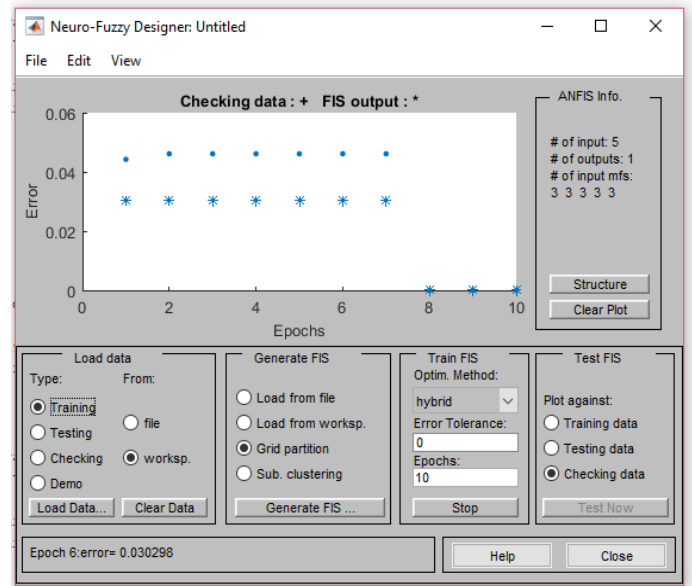 Neuro-Fuzzy Designer: Untitled
File Edit View
Checking data : + FIS output : *
0.06
0.04
0.02
0
Error
0 2 4 6 8 10
Epochs
ANFIS Info.
# of input: 5
# of outputs: 1
# of input mfs:
3 3 3 3 3
Structure
Clear Plot
Load data
Type: From:
Training
Testing
Checking
Demo
file
worksp.
Load Data... Clear Data
Generate FIS
Load from file
Load from worksp.
Grid partition
Sub. clustering
Generate FIS ...
Train FIS
Optim. Method:
hybrid
Error Tolerance:
0
Epochs:
10
Stop
Test FIS
Plot against:
Training data
Testing data
Checking data
Test Now
Epoch 6:error= 0.030298
Help Close